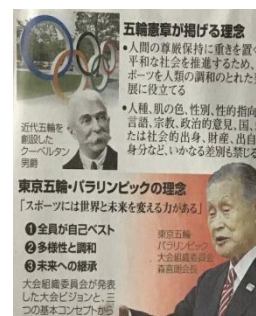 五輪憲章が掲げる理念
•人間の尊厳保持に重きを置く
平和な社会を推進するため、
ポーツを人類の調和のとれた
展に役立てる
•人種、肌の色、性別、性的指向
言語、宗教、政治的意見、国
たは社会的出身、財産、出自
身分など、いかなる差別も禁じる
近代五輪を
創設した
クーベルタン
男爵
東京五輪・パラリンピックの理念
「スポーツには世界と未来を変える力がある」
❶全員が自己ベスト
❷多様性と調和
❸未来への継承
大会組織委員会が発表
した大会ビジョンと、三
つの基本コンセプトから
東京五輪・
パラリンピック
大会組織委員会
森喜朗会長